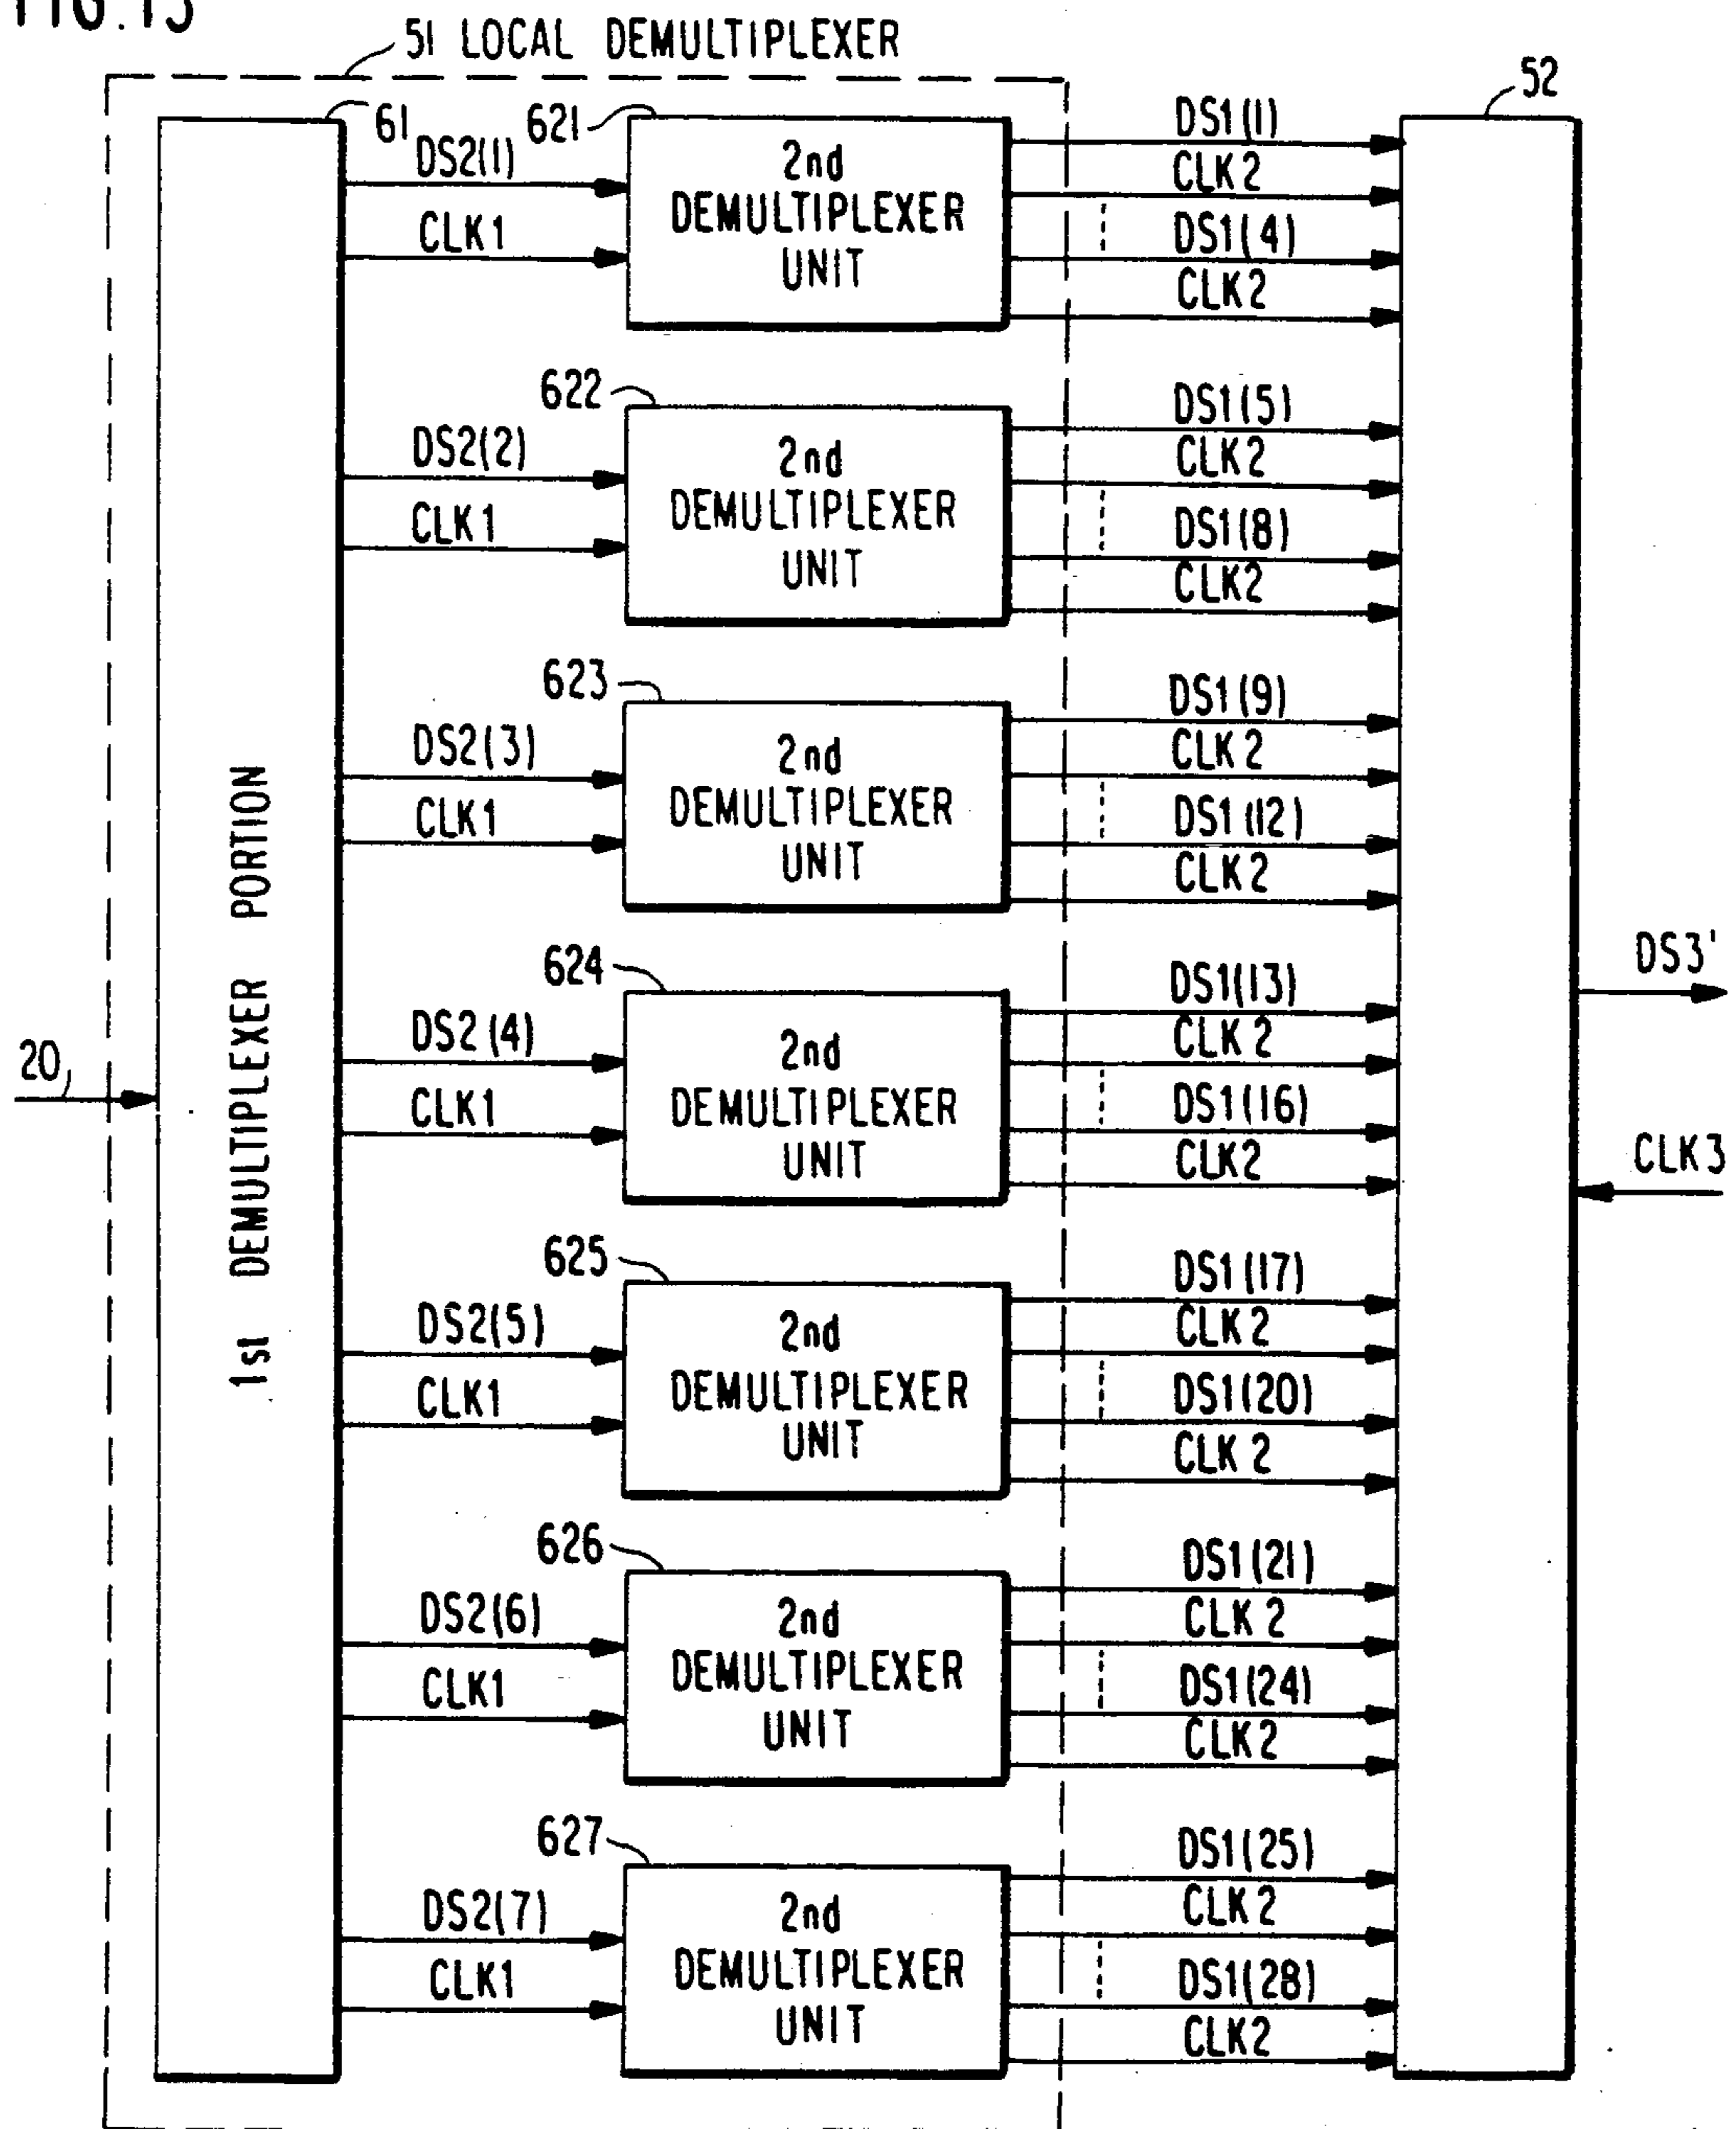 FIG. 13
51 LOCAL DEMULTIPLEXER
52
61
621
DS2(1)
CLK1
2nd
DEMULTIPLEXER
UNIT
DS1(1)
CLK2
DS1(4)
CLK2
622
DS2(2)
CLK1
2nd
DEMULTIPLEXER
UNIT
DS1(5)
CLK2
DS1(8)
CLK2
623
DS2(3)
CLK1
2nd
DEMULTIPLEXER
UNIT
DS1(9)
CLK2
DS1(12)
CLK2
1st DEMULTIPLEXER PORTION
20
624
DS2(4)
CLK1
2nd
DEMULTIPLEXER
UNIT
DS1(13)
CLK2
DS1(16)
CLK2
DS3'
CLK3
625
DS2(5)
CLK1
2nd
DEMULTIPLEXER
UNIT
DS1(17)
CLK2
DS1(20)
CLK2
626
DS2(6)
CLK1
2nd
DEMULTIPLEXER
UNIT
DS1(21)
CLK2
DS1(24)
CLK2
627
DS2(7)
CLK1
2nd
DEMULTIPLEXER
UNIT
DS1(25)
CLK2
DS1(28)
CLK2